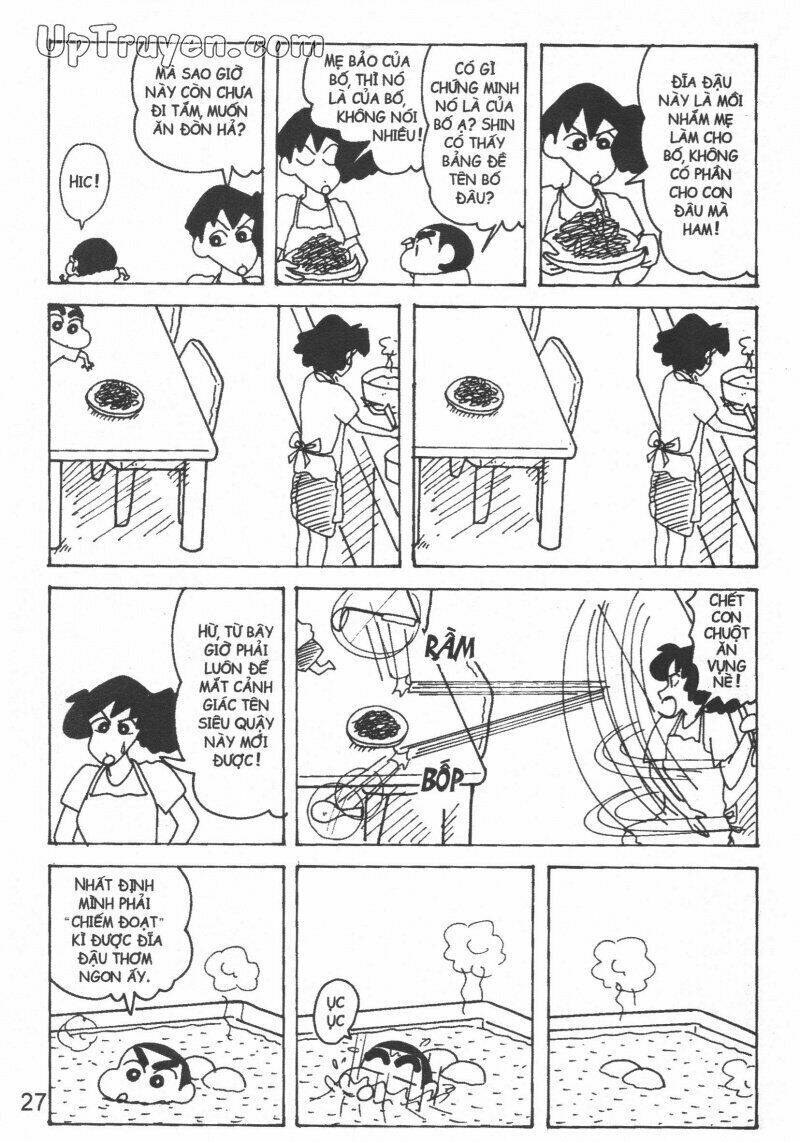 UpTruyen.com
ĐĨA ĐẬU
NÀY LÀ MỒI
NHẮM MẸ
LÀM CHO
BỐ, KHÔNG
CÓ PHẦN
CHO CON
ĐÂU MÀ
HAM!
CÓ GÌ
CHỨNG MINH
NÓ LÀ CỦA
BỐ Ạ? SHIN
CÓ THẤY
BẢNG ĐỀ
TÊN BỐ
ĐÂU?
MẸ BẢO CỦA
BỐ, THÌ NÓ
LÀ CỦA BỐ,
KHÔNG NÓI
NHIỀU!
MÀ SAO GIỜ
NÀY CÒN CHƯA
ĐI TẮM, MUỐN
ĂN ĐÒN HẢ?
HIC!
CHẾT
CON
CHUỘT
ĂN
VỤNG
NÈ!
RẦM
BỐP
HỪ, TỪ BÂY
GIỜ PHẢI
LUÔN ĐỂ
MẮT CẢNH
GIÁC TÊN
SIÊU QUẬY
NÀY MỚI
ĐƯỢC!
ỤC
ỤC
NHẤT ĐỊNH
MÌNH PHẢI
"CHIẾM ĐOẠT"
KÌ ĐƯỢC ĐĨA
ĐẬU THƠM
NGON ẤY.
27